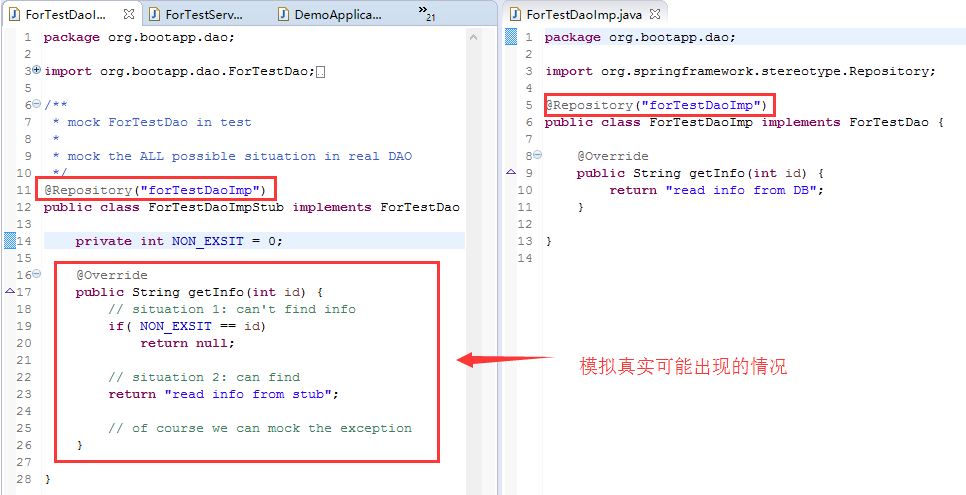 ForTestDaoI...
ForTestServ...
DemoApplica...
»21
1 package org.bootapp.dao;
2
3 import org.bootapp.dao.ForTestDao;
5
6 /**
7 * mock ForTestDao in test
8 *
9 * mock the ALL possible situation in real DAO
10 */
11 @Repository("forTestDaoImp")
12 public class ForTestDaoImpStub implements ForTestDao
13
14 private int NON_EXSIT = 0;
15
16 @Override
17 public String getInfo(int id) {
18 // situation 1: can't find info
19 if( NON_EXSIT == id)
20 return null;
21
22 // situation 2: can find
23 return "read info from stub";
24
25 // of course we can mock the exception
26 }
27
28 }
模拟真实可能出现的情况
ForTestDaoImp.java
1 package org.bootapp.dao;
2
3 import org.springframework.stereotype.Repository;
4
5 @Repository("forTestDaoImp")
6 public class ForTestDaoImp implements ForTestDao {
7
8 @Override
9 public String getInfo(int id) {
10 return "read info from DB";
11 }
12
13 }
14